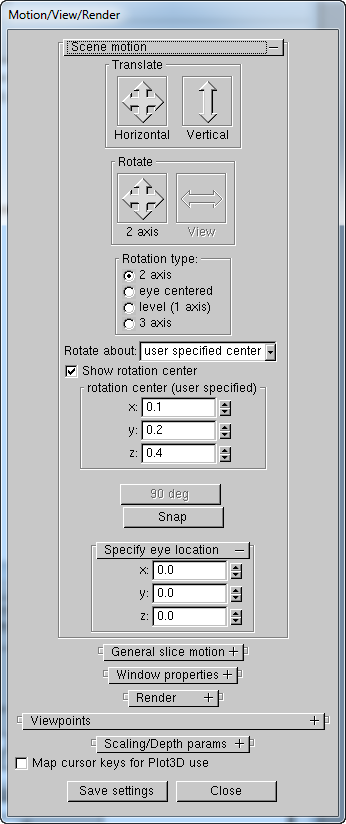 Motion/View/Render
Scene motion
Translate
Horizontal Vertical
Rotate
2 axis View
Rotation type:
2 axis
eye centered
level (1 axis)
3 axis
Rotate about: user specified center
Show rotation center
rotation center (user specified)
x: 0.1
y: 0.2
z: 0.4
90 deg
Snap
Specify eye location
x: 0.0
y: 0.0
z: 0.0
General slice motion
Window properties
Render
Viewpoints
Scaling/Depth params
Map cursor keys for Plot3D use
Save settings Close